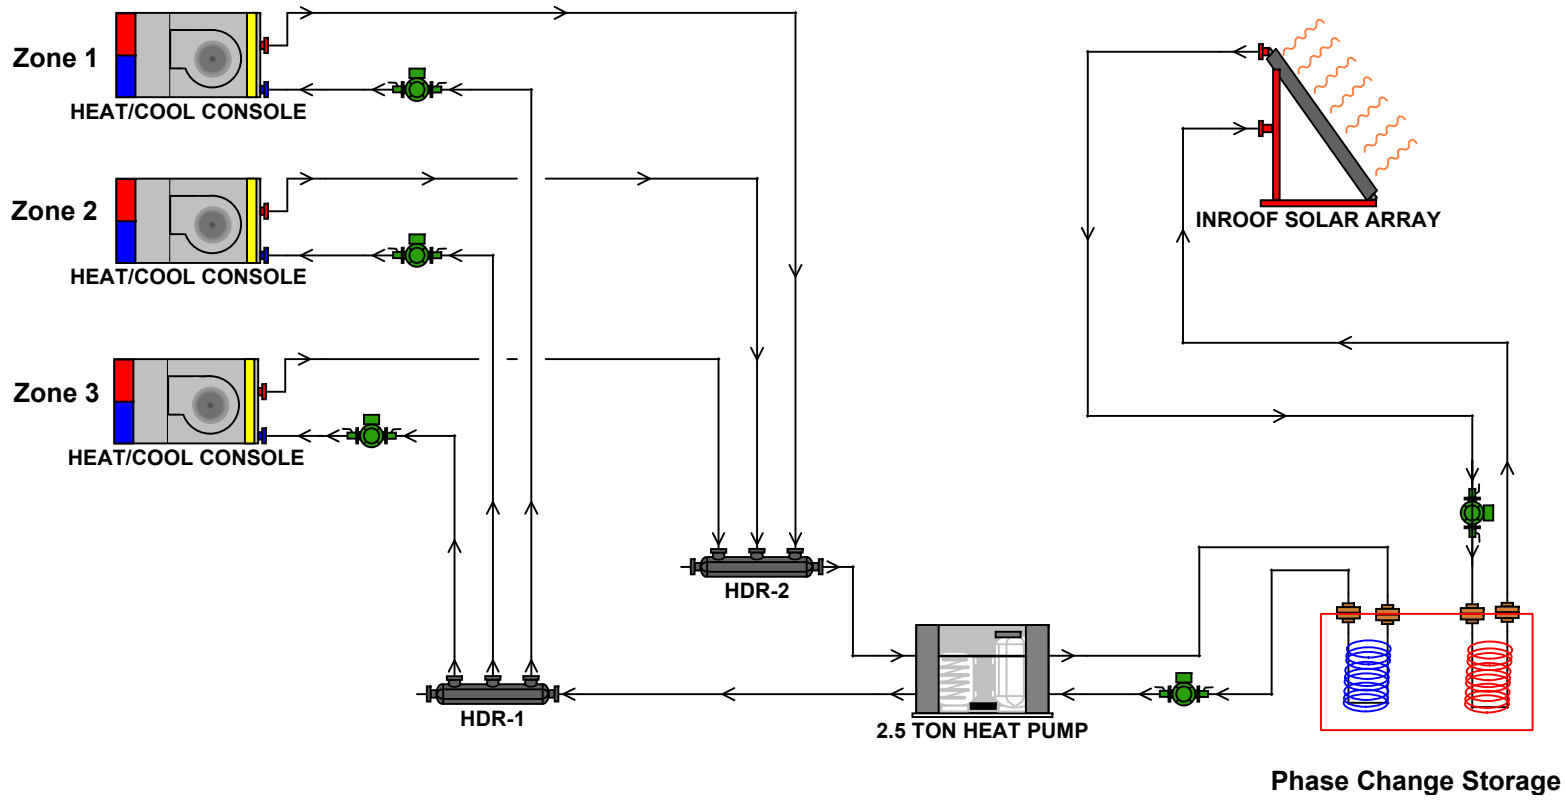 Zone 1
HEAT/COOL CONSOLE
Zone 2
HEAT/COOL CONSOLE
INROOF SOLAR ARRAY
Zone 3
HEAT/COOL CONSOLE
HDR-2
HDR-1
2.5 TON HEAT PUMP
Phase Change Storage